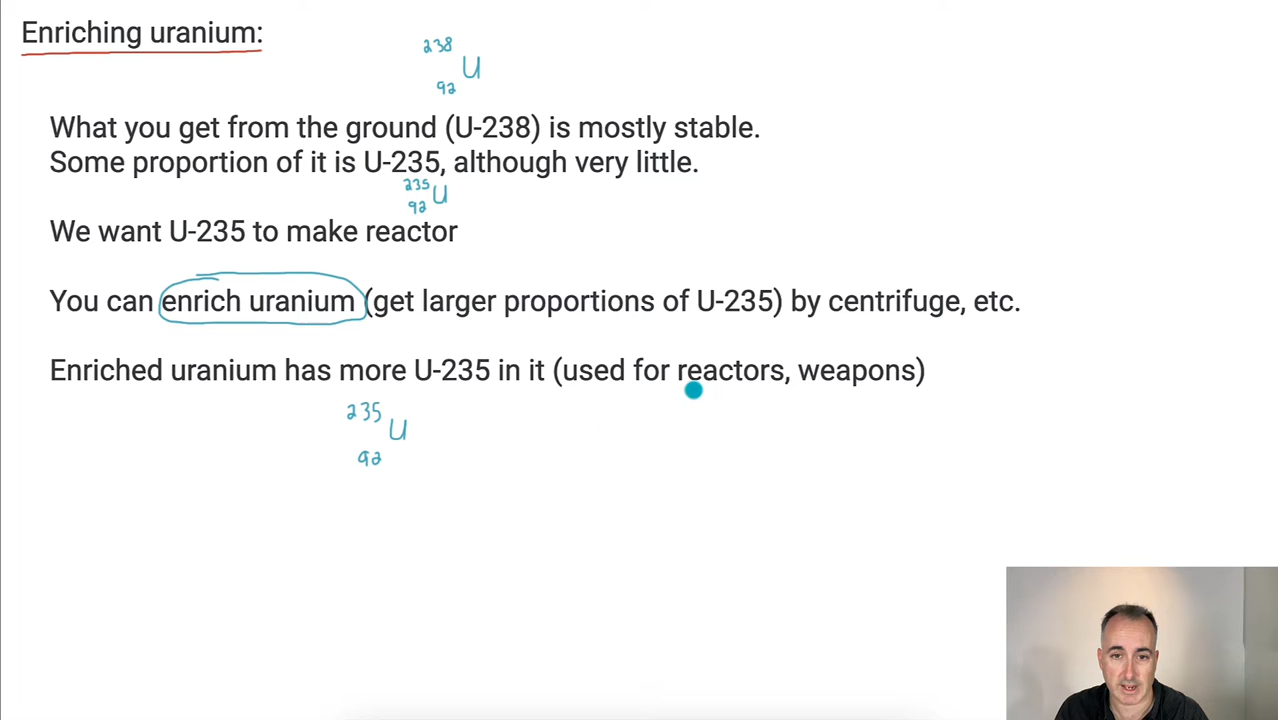 Enriching uranium:
238
U
92
What you get from the ground (U-238) is mostly stable.
Some proportion of it is U-235, although very little.
235
U
92
We want U-235 to make reactor
You can enrich uranium (get larger proportions of U-235) by centrifuge, etc.
Enriched uranium has more U-235 in it (used for reactors, weapons)
235
U
92